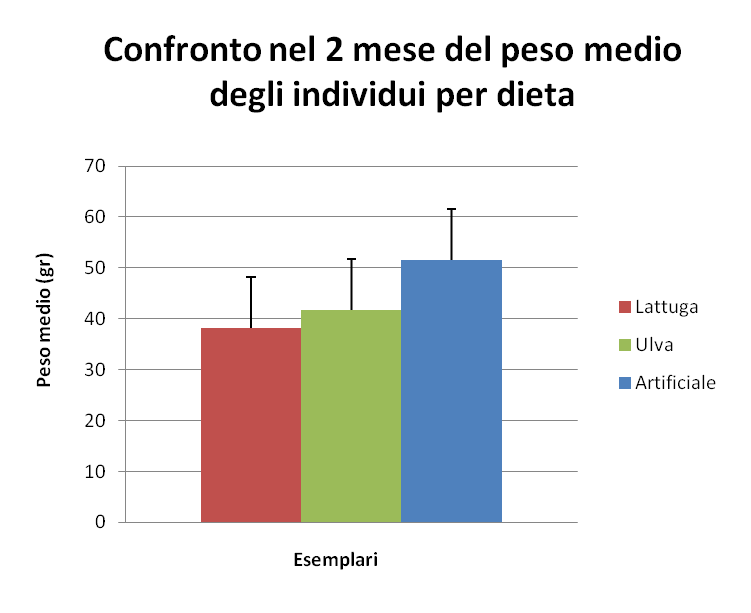 Confronto nel 2 mese del peso medio
degli individui per dieta
70
60
50
40
30
20
10
0
Peso medio (gr)
Esemplari
Lattuga
Ulva
Artificiale